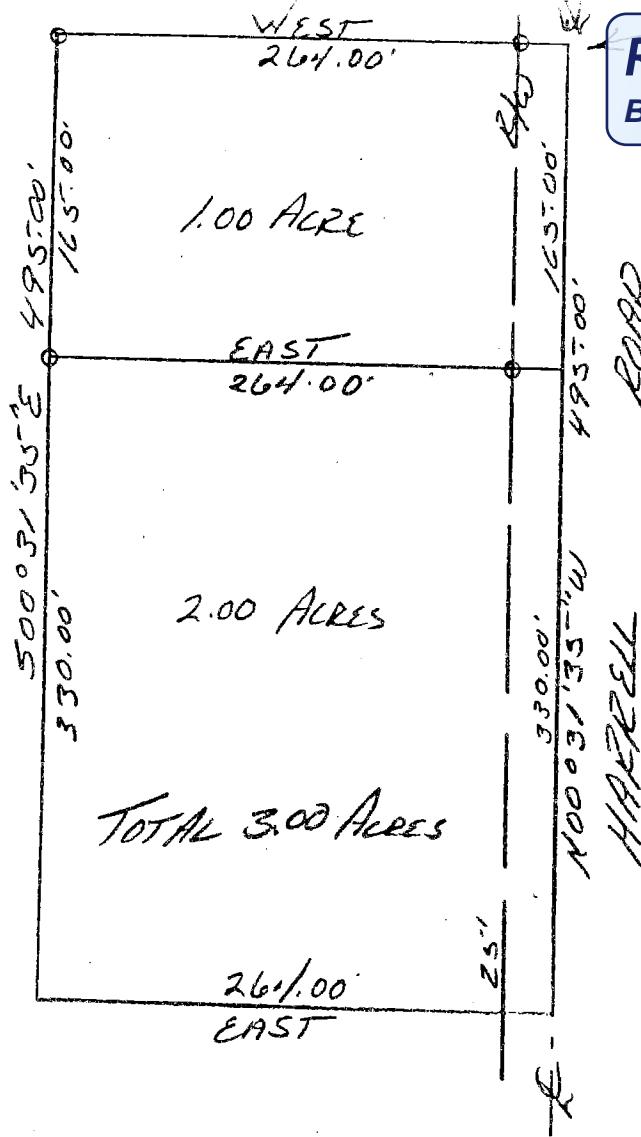 WEST
264.00'
R/W
495.00'
165.00'
165.00'
1.00 ACRE
EAST
264.00'
495.00'
ROAD
S00°31'35"E
330.00'
2.00 ACRES
330.00'
N00°31'35"W
HARRELL
TOTAL 3.00 ACRES
25'
264.00'
EAST